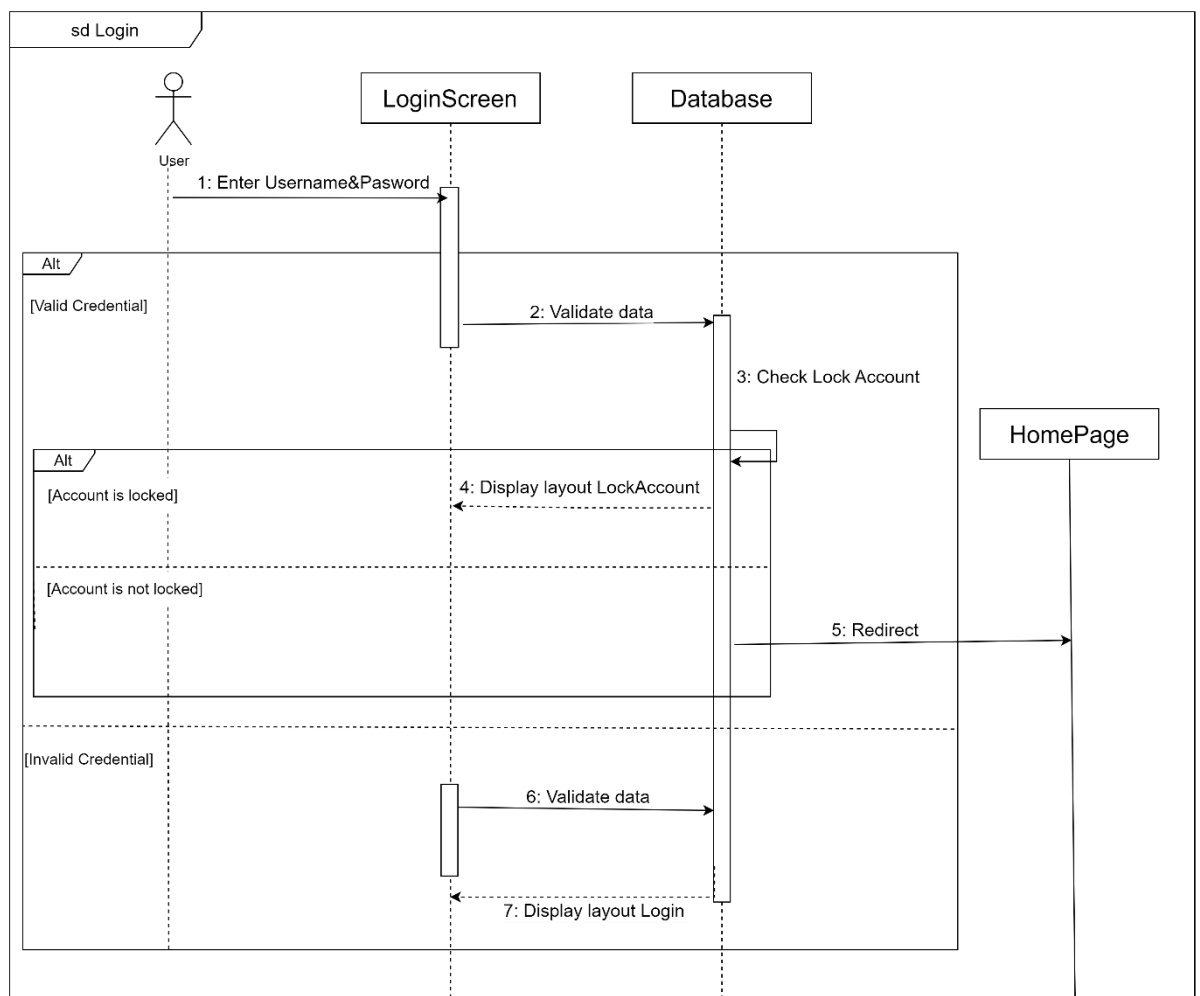 sd Login
LoginScreen
Database
User
1: Enter Username&Pasword
Alt
[Valid Credential]
2: Validate data
3: Check Lock Account
HomePage
Alt
[Account is locked]
4: Display layout LockAccount
[Account is not locked]
5: Redirect
[Invalid Credential]
6: Validate data
7: Display layout Login